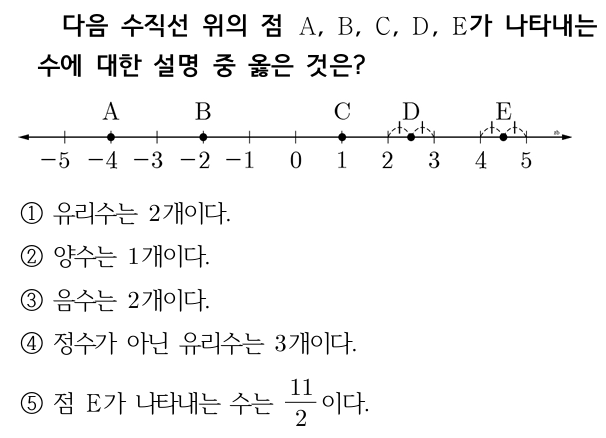 다음 수직선 위의 점 A, B, C, D, E가 나타내는
수에 대한 설명 중 옳은 것은?
A B C D E
−5 −4 −3 −2 −1 0 1 2 3 4 5
① 유리수는 2개이다.
② 양수는 1개이다.
③ 음수는 2개이다.
④ 정수가 아닌 유리수는 3개이다.
⑤ 점 E가 나타내는 수는 11/2 이다.